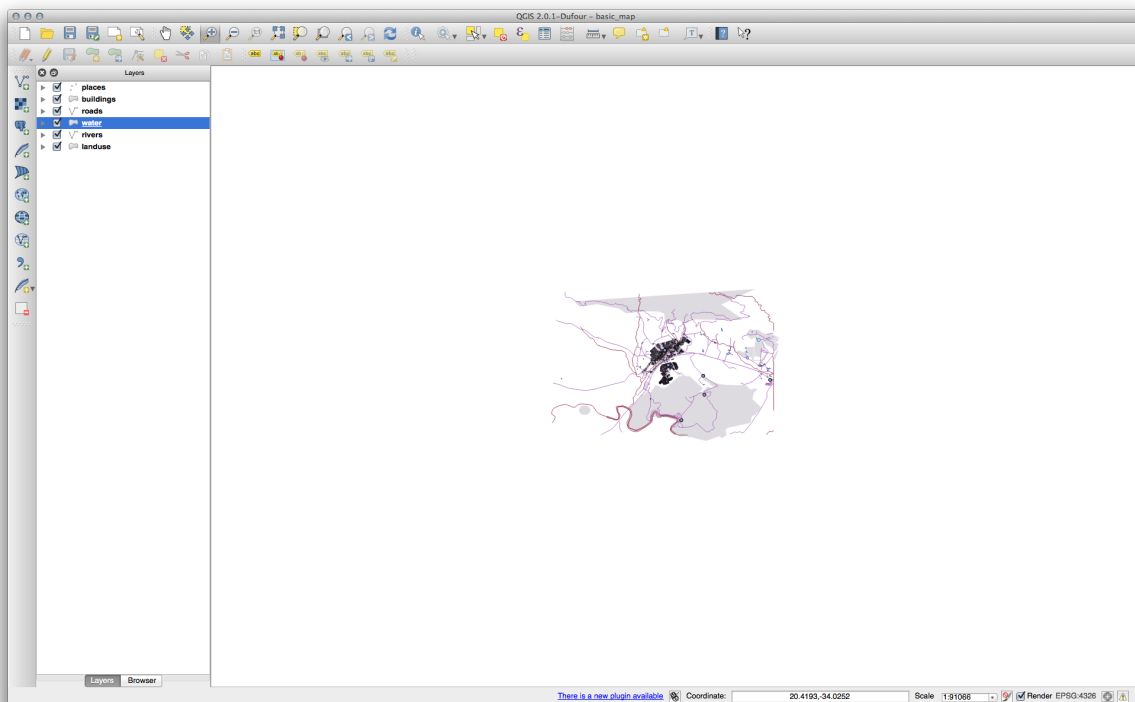 QGIS 2.0.1-Dufour - basic_map
Layers
places
buildings
roads
water
rivers
landuse
Layers Browser
There is a new plugin available Coordinate: 20.4193,-34.0252 Scale 1:91066 Render EPSG:4326